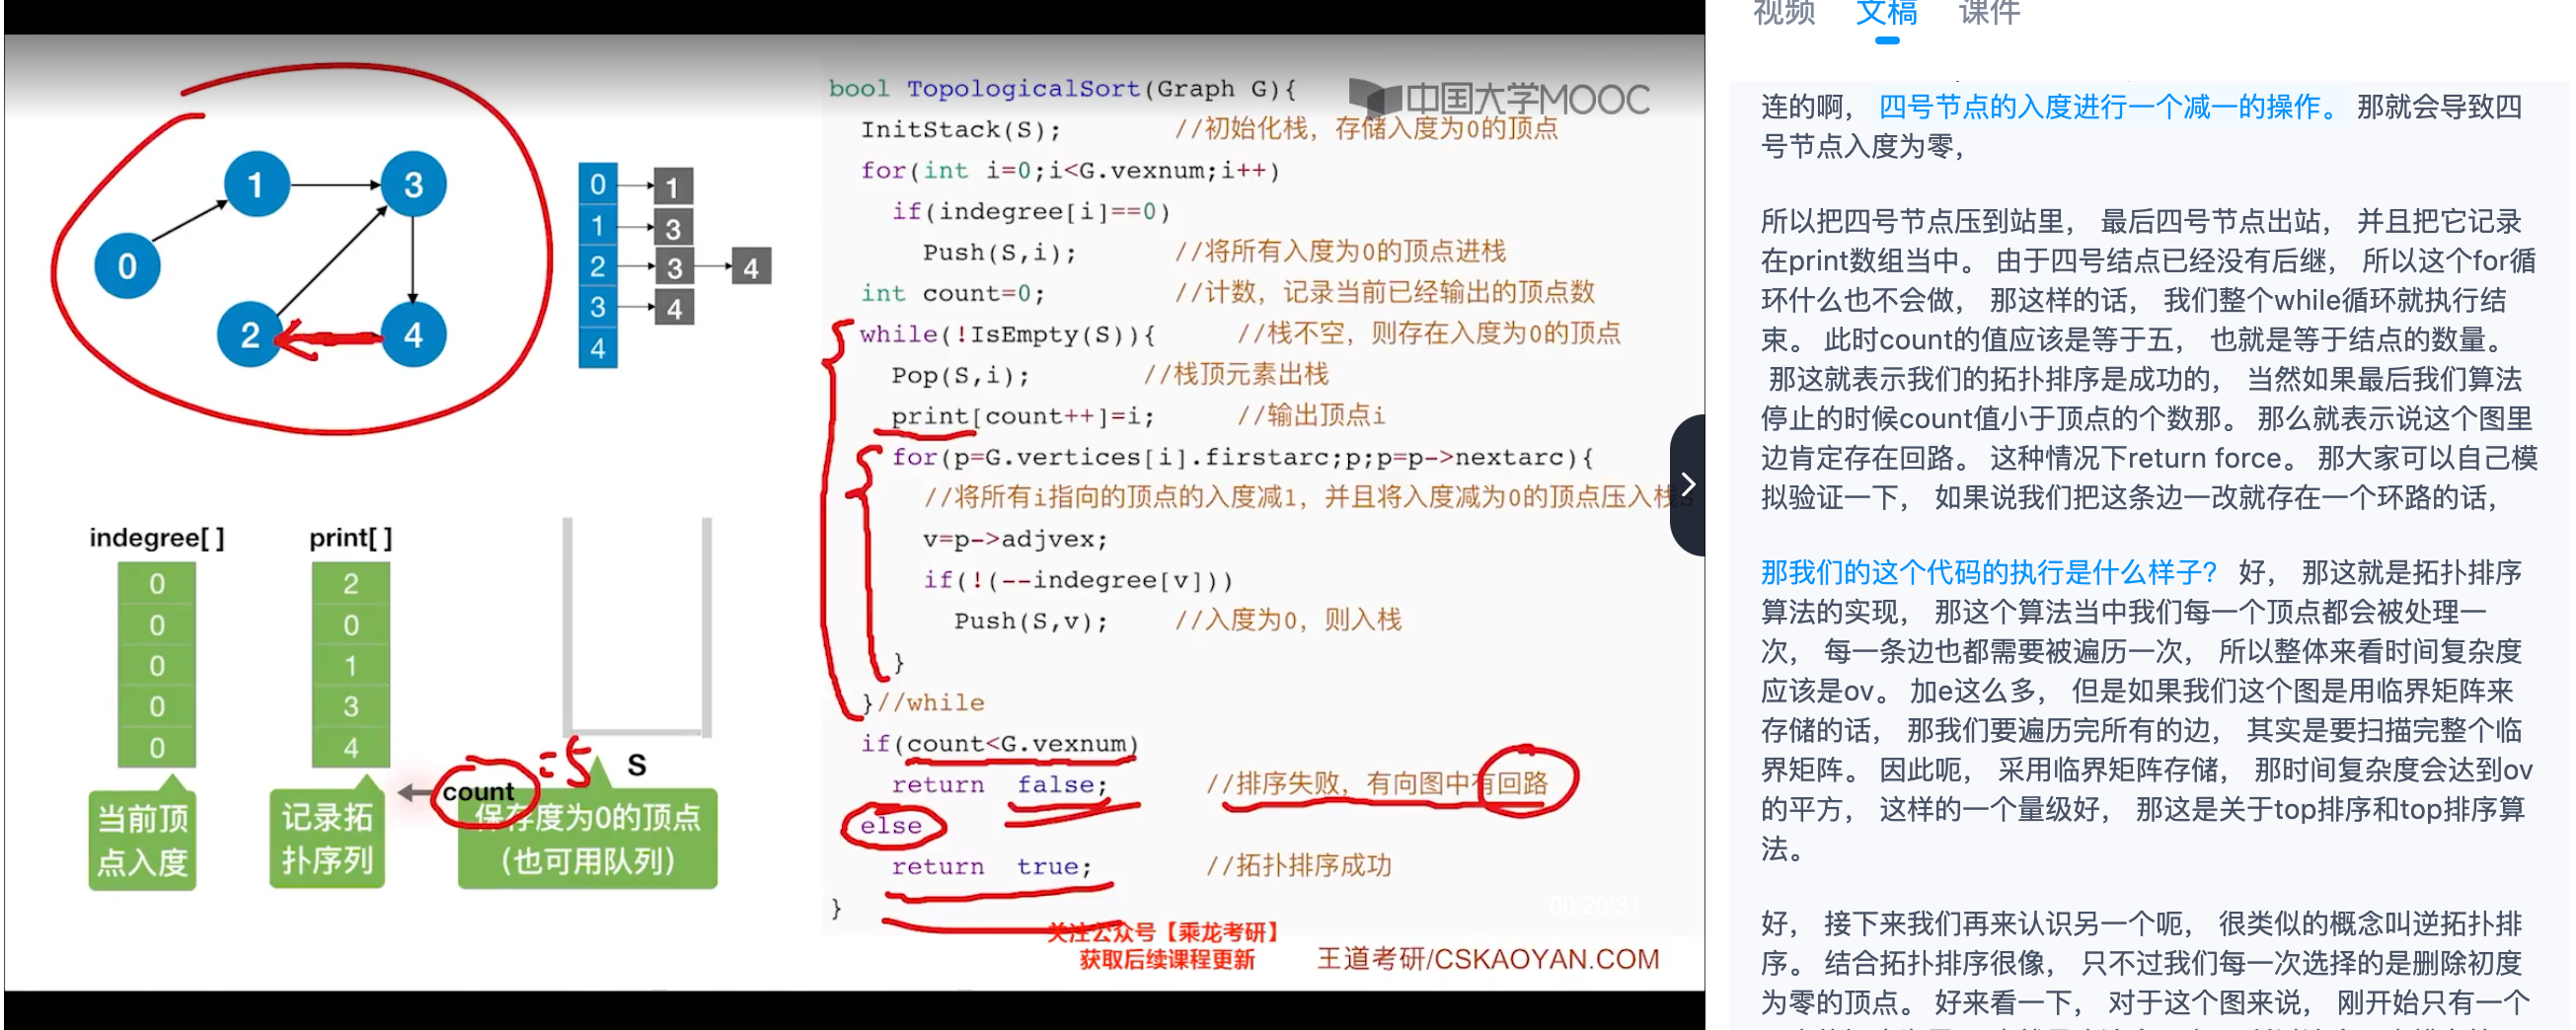 视频 文稿 课件
bool TopologicalSort(Graph G){
中国大学MOOC
InitStack(S); //初始化栈，存储入度为0的顶点
for(int i=0;i<G.vexnum;i++)
if(indegree[i]==0)
Push(S,i); //将所有入度为0的顶点进栈
int count=0; //计数，记录当前已经输出的顶点数
while(!IsEmpty(S)){ //栈不空，则存在入度为0的顶点
Pop(S,i); //栈顶元素出栈
print[count++]=i; //输出顶点i
for(p=G.vertices[i].firstarc;p;p=p->nextarc){
//将所有i指向的顶点的入度减1，并且将入度减为0的顶点压入栈S
v=p->adjvex;
if(!(--indegree[v]))
Push(S,v); //入度为0，则入栈
}
}//while
if(count<G.vexnum)
return false; //排序失败，有向图中有回路
else
return true; //拓扑排序成功
}
1 3
0
2 4
0 1
1 3
2 3 4
3 4
4
indegree[ ] print[ ]
0 2
0 0
0 1
0 3
0 4
count =5 S
当前顶
点入度
记录拓
扑序列
保存度为0的顶点
（也可用队列）
00:20:31
关注公众号【乘龙考研】
获取后续课程更新
王道考研/CSKAOYAN.COM
连的啊， 四号节点的入度进行一个减一的操作。 那就会导致四
号节点入度为零，
所以把四号节点压到站里， 最后四号节点出站， 并且把它记录
在print数组当中。 由于四号结点已经没有后继， 所以这个for循
环什么也不会做， 那这样的话， 我们整个while循环就执行结
束。 此时count的值应该是等于五， 也就是等于结点的数量。
那这就表示我们的拓扑排序是成功的， 当然如果最后我们算法
停止的时候count值小于顶点的个数那。 那么就表示说这个图里
边肯定存在回路。 这种情况下return force。 那大家可以自己模
拟验证一下， 如果说我们把这条边一改就存在一个环路的话，
那我们的这个代码的执行是什么样子？ 好， 那这就是拓扑排序
算法的实现， 那这个算法当中我们每一个顶点都会被处理一
次， 每一条边也都需要被遍历一次， 所以整体来看时间复杂度
应该是ov。 加e这么多， 但是如果我们这个图是用临界矩阵来
存储的话， 那我们要遍历完所有的边， 其实是要扫描完整个临
界矩阵。 因此呃， 采用临界矩阵存储， 那时间复杂度会达到ov
的平方， 这样的一个量级好， 那这是关于top排序和top排序算
法。
好， 接下来我们再来认识另一个呃， 很类似的概念叫逆拓扑排
序。 结合拓扑排序很像， 只不过我们每一次选择的是删除初度
为零的顶点。 好来看一下， 对于这个图来说， 刚开始只有一个